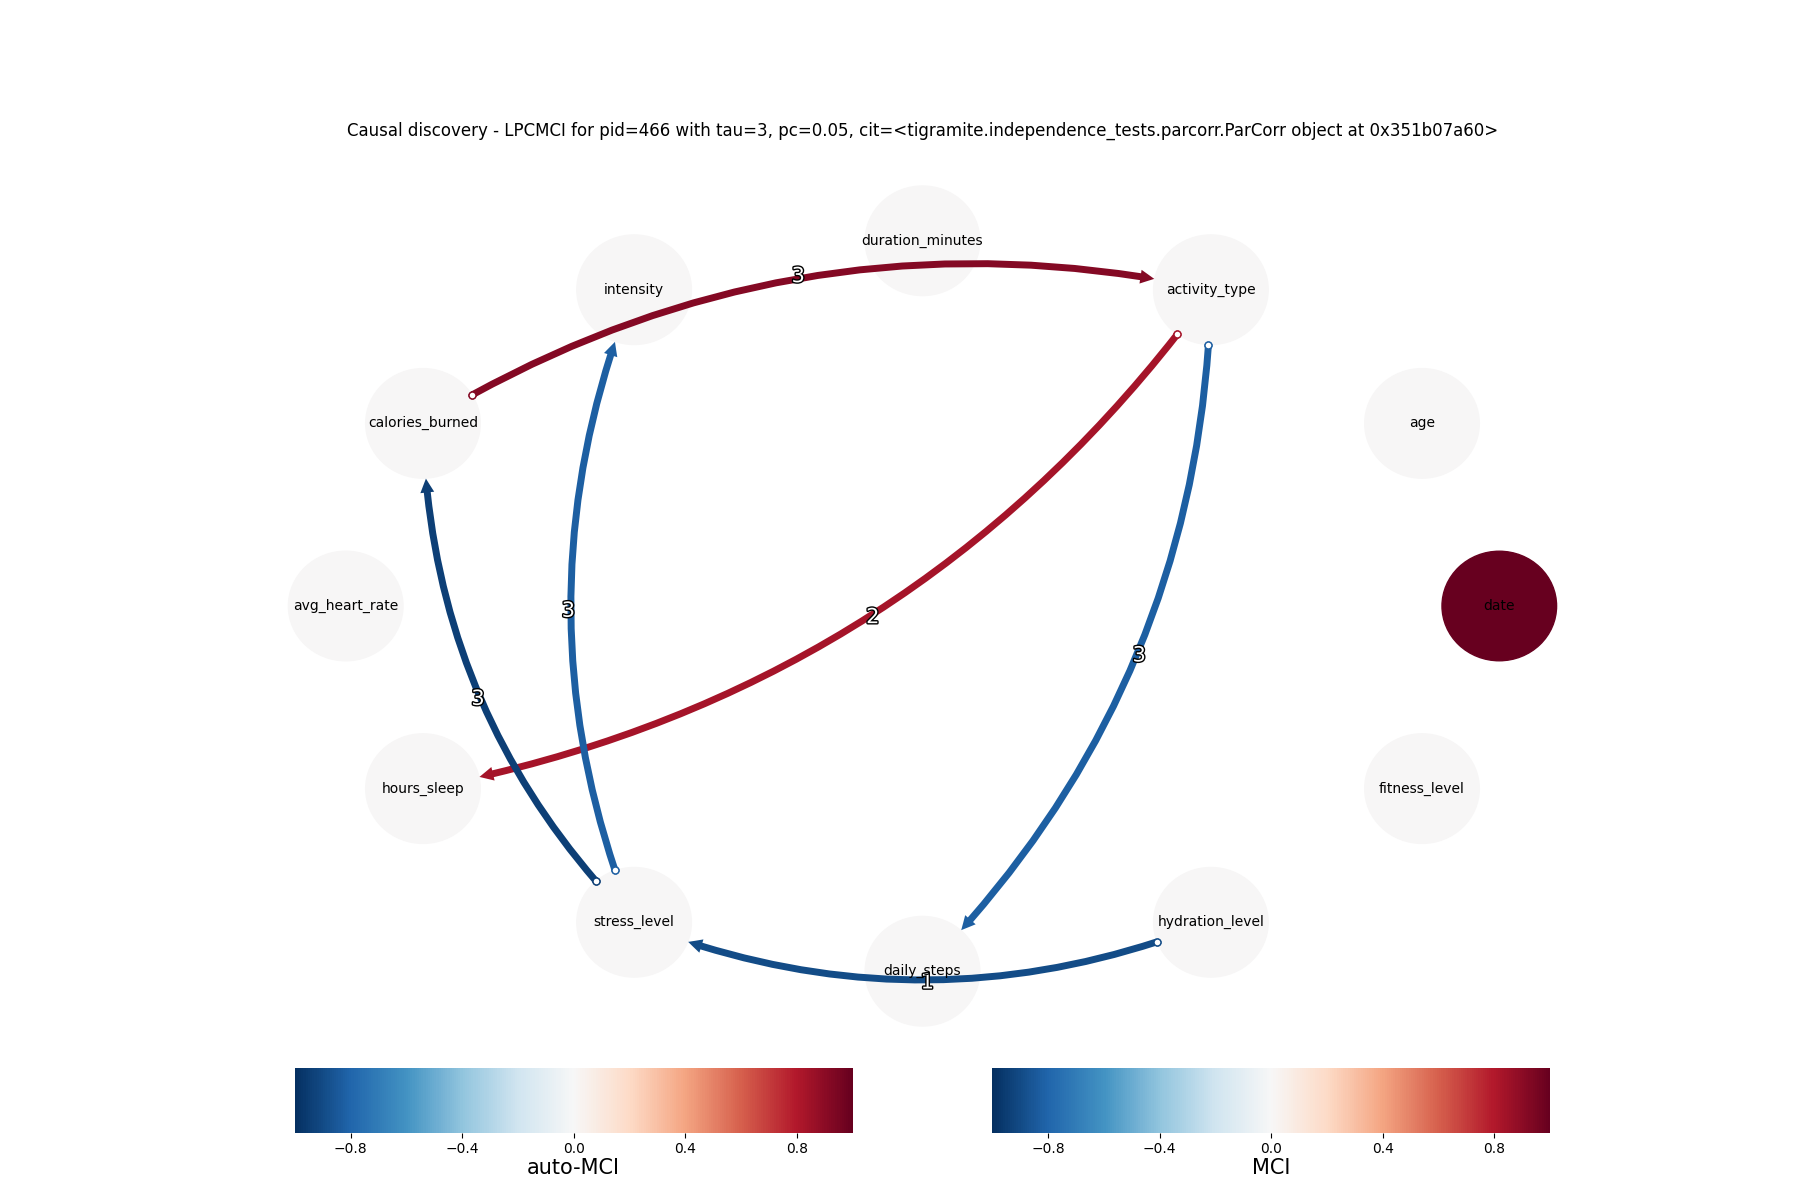 Causal discovery - LPCMCI for pid=466 with tau=3, pc=0.05, cit=<tigramite.independence_tests.parcorr.ParCorr object at 0x351b07a60>
duration_minutes
3
intensity
activity_type
calories_burned
age
avg_heart_rate
date
3
2
3
3
hours_sleep
fitness_level
stress_level
hydration_level
daily_steps
1
−0.8 −0.4 0.0 0.4 0.8
auto-MCI
−0.8 −0.4 0.0 0.4 0.8
MCI